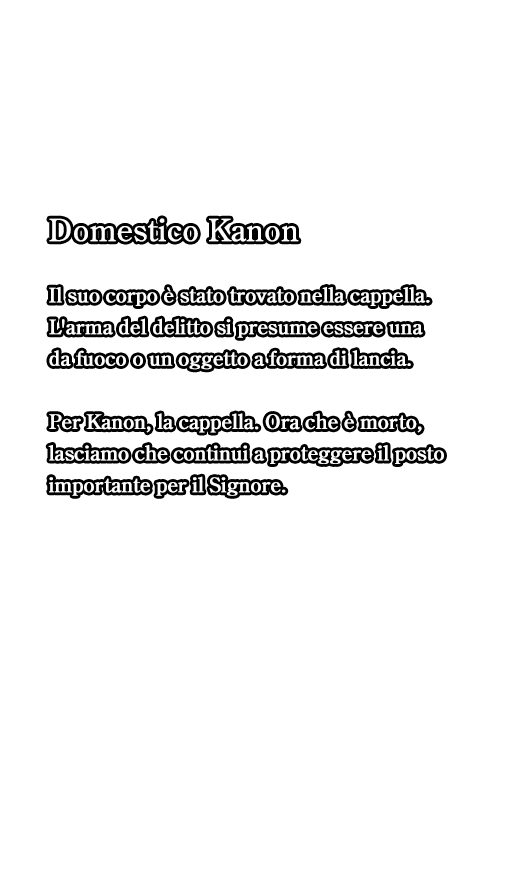 Domestico Kanon
Il suo corpo è stato trovato nella cappella.
L'arma del delitto si presume essere una
da fuoco o un oggetto a forma di lancia.
Per Kanon, la cappella. Ora che è morto,
lasciamo che continui a proteggere il posto
importante per il Signore.